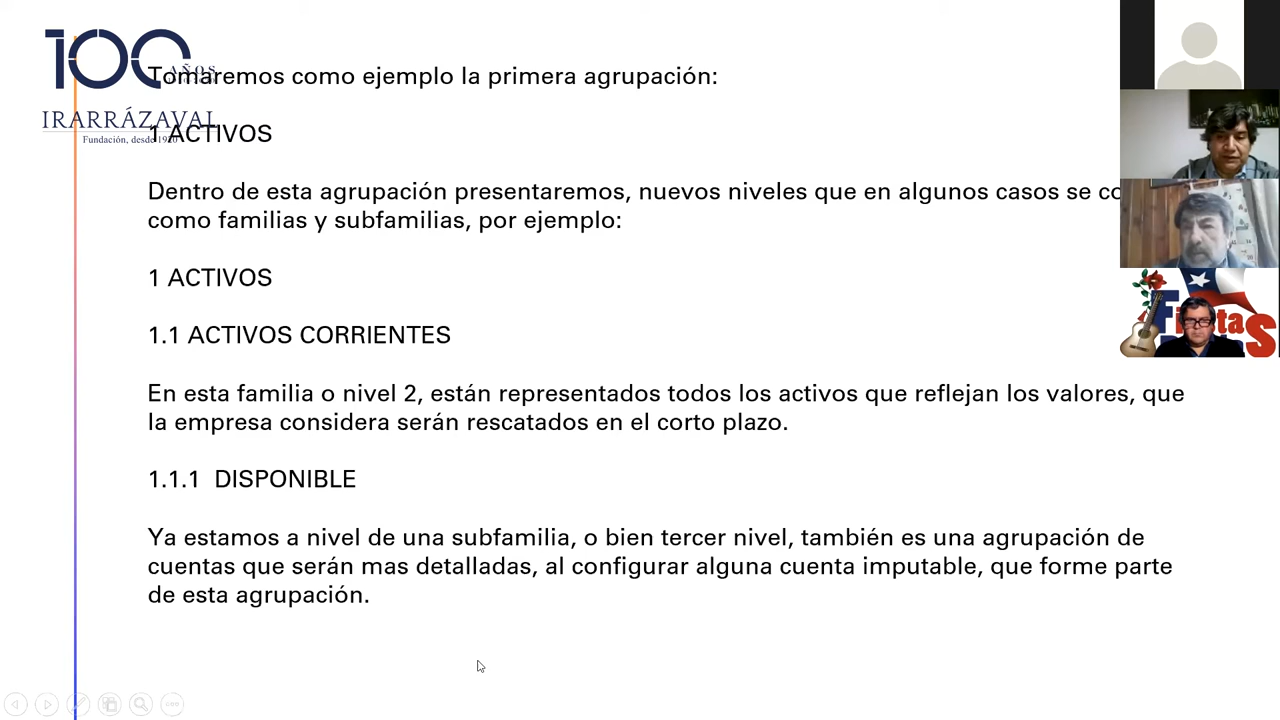 100
AÑOS
IRARRÁZAVAL
Fundación, desde 1920
Tomaremos como ejemplo la primera agrupación:
1 ACTIVOS
Dentro de esta agrupación presentaremos, nuevos niveles que en algunos casos se
como familias y subfamilias, por ejemplo:
1 ACTIVOS
1.1 ACTIVOS CORRIENTES
En esta familia o nivel 2, están representados todos los activos que reflejan los valores, que
la empresa considera serán rescatados en el corto plazo.
1.1.1 DISPONIBLE
Ya estamos a nivel de una subfamilia, o bien tercer nivel, también es una agrupación de
cuentas que serán mas detalladas, al configurar alguna cuenta imputable, que forme parte
de esta agrupación.